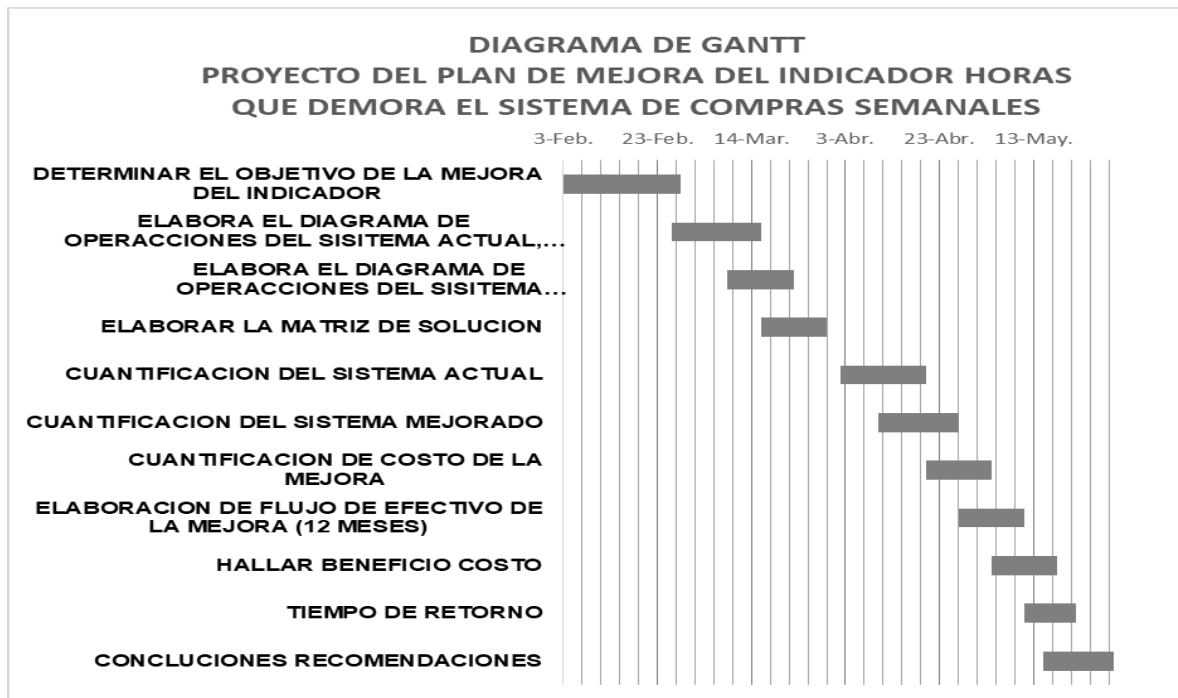 DIAGRAMA DE GANTT
PROYECTO DEL PLAN DE MEJORA DEL INDICADOR HORAS
QUE DEMORA EL SISTEMA DE COMPRAS SEMANALES
3-Feb. 23-Feb. 14-Mar. 3-Abr. 23-Abr. 13-May.
DETERMINAR EL OBJETIVO DE LA MEJORA
DEL INDICADOR
ELABORA EL DIAGRAMA DE
OPERACCIONES DEL SISITEMA ACTUAL,...
ELABORA EL DIAGRAMA DE
OPERACCIONES DEL SISITEMA...
ELABORAR LA MATRIZ DE SOLUCION
CUANTIFICACION DEL SISTEMA ACTUAL
CUANTIFICACION DEL SISTEMA MEJORADO
CUANTIFICACION DE COSTO DE LA
MEJORA
ELABORACION DE FLUJO DE EFECTIVO DE
LA MEJORA (12 MESES)
HALLAR BENEFICIO COSTO
TIEMPO DE RETORNO
CONCLUCIONES RECOMENDACIONES